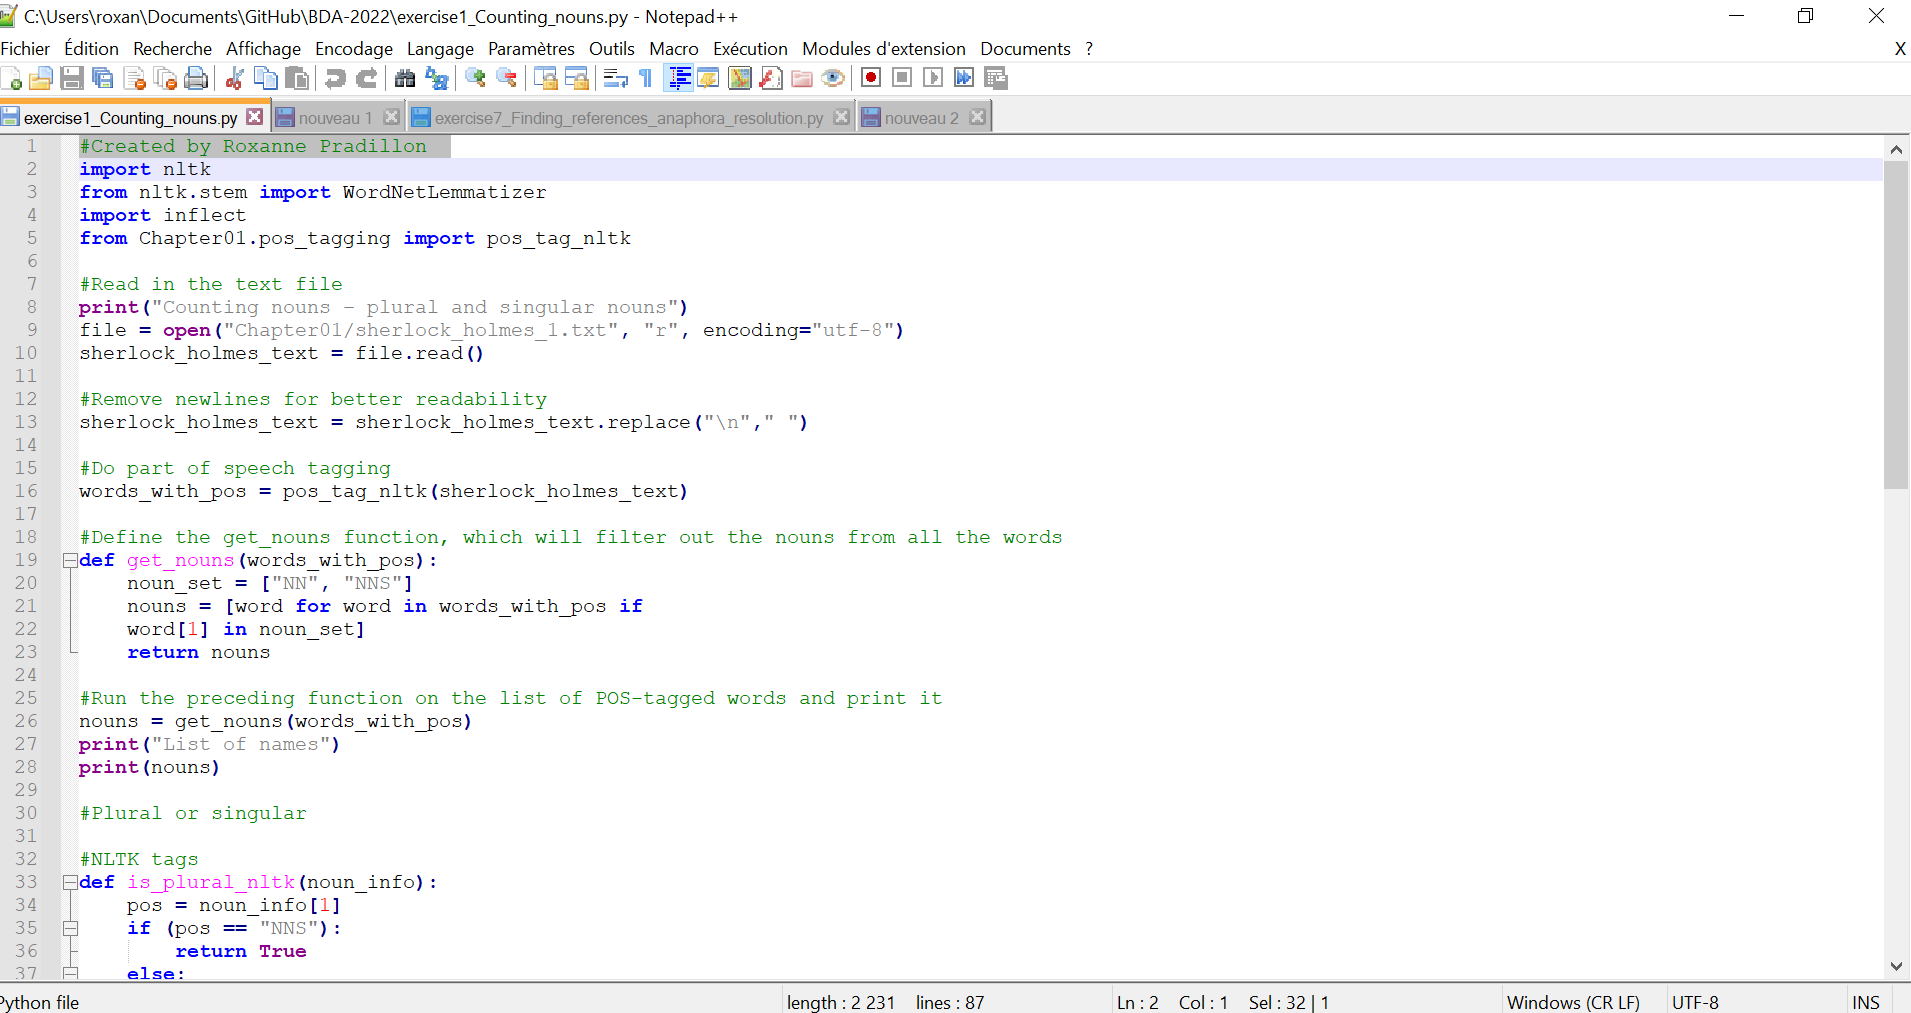 C:\Users\roxan\Documents\GitHub\BDA-2022\exercise1_Counting_nouns.py - Notepad++
Fichier Édition Recherche Affichage Encodage Langage Paramètres Outils Macro Exécution Modules d'extension Documents ? X
exercise1_Counting_nouns.py nouveau 1 exercise7_Finding_references_anaphora_resolution.py nouveau 2
1 #Created by Roxanne Pradillon
2 import nltk
3 from nltk.stem import WordNetLemmatizer
4 import inflect
5 from Chapter01.pos_tagging import pos_tag_nltk
6
7 #Read in the text file
8 print("Counting nouns - plural and singular nouns")
9 file = open("Chapter01/sherlock_holmes_1.txt", "r", encoding="utf-8")
10 sherlock_holmes_text = file.read()
11
12 #Remove newlines for better readability
13 sherlock_holmes_text = sherlock_holmes_text.replace("\n"," ")
14
15 #Do part of speech tagging
16 words_with_pos = pos_tag_nltk(sherlock_holmes_text)
17
18 #Define the get_nouns function, which will filter out the nouns from all the words
19 def get_nouns(words_with_pos):
20     noun_set = ["NN", "NNS"]
21     nouns = [word for word in words_with_pos if
22     word[1] in noun_set]
23     return nouns
24
25 #Run the preceding function on the list of POS-tagged words and print it
26 nouns = get_nouns(words_with_pos)
27 print("List of names")
28 print(nouns)
29
30 #Plural or singular
31
32 #NLTK tags
33 def is_plural_nltk(noun_info):
34     pos = noun_info[1]
35     if (pos == "NNS"):
36         return True
37     else:
Python file length : 2 231 lines : 87 Ln : 2 Col : 1 Sel : 32 | 1 Windows (CR LF) UTF-8 INS